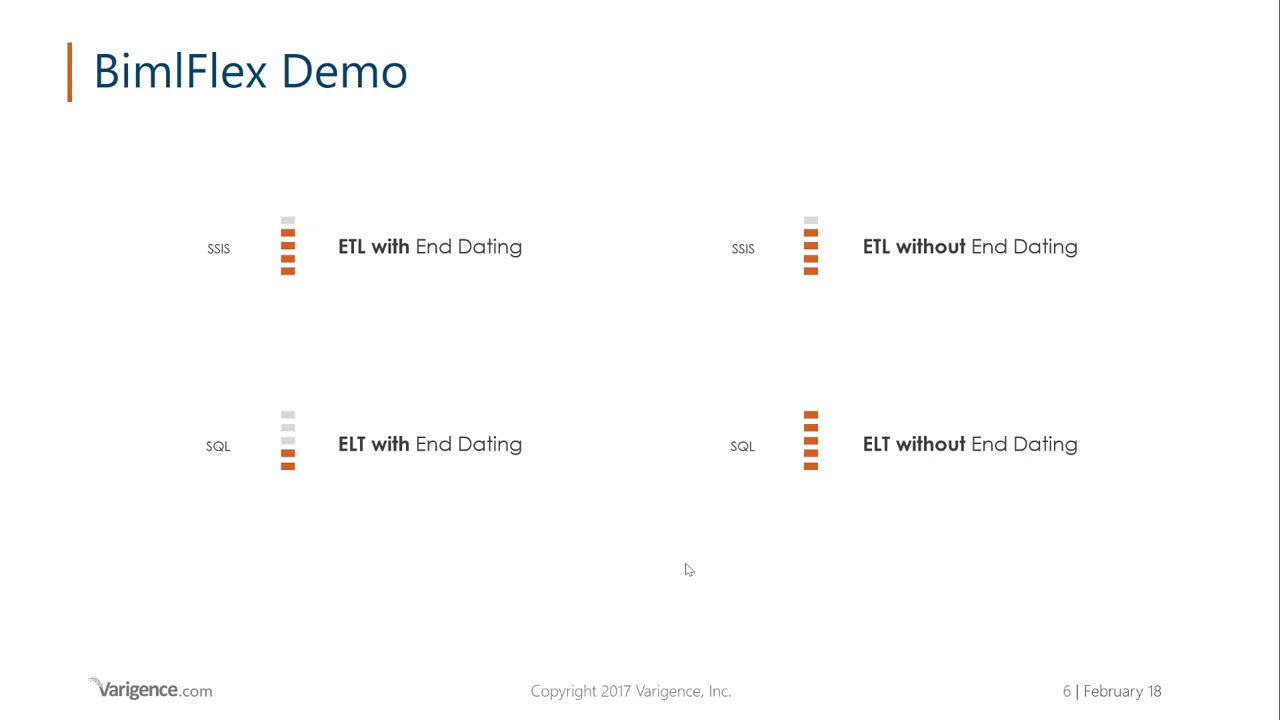 BimlFlex Demo
SSIS
ETL with End Dating
SSIS
ETL without End Dating
SQL
ELT with End Dating
SQL
ELT without End Dating
Varigence.com
Copyright 2017 Varigence, Inc.
6 | February 18